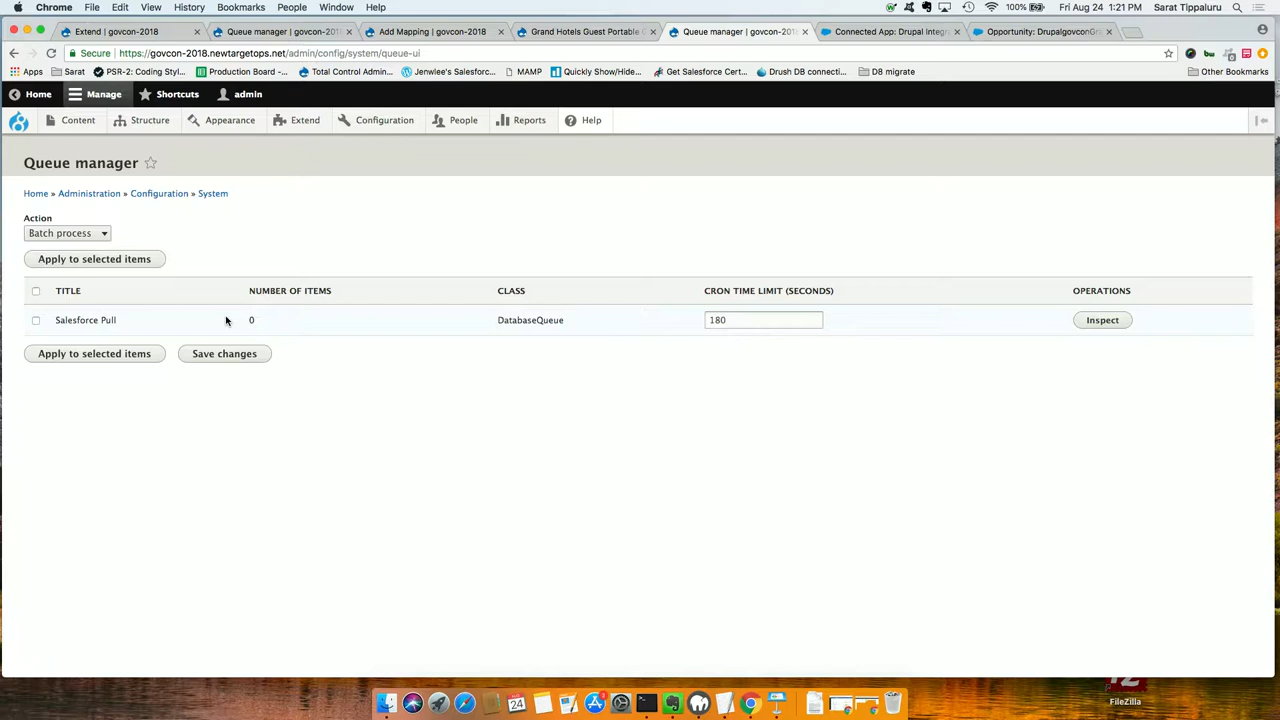 Chrome File Edit View History Bookmarks People Window Help 100% Fri Aug 24 1:21 PM Sarat Tippaluru
Extend | govcon-2018 Queue manager | govcon-201 Add Mapping | govcon-2018 Grand Hotels Guest Portable Queue manager | govcon-201 Connected App: Drupal Integr Opportunity: DrupalgovconGra
Secure https://govcon-2018.newtargetops.net/admin/config/system/queue-ui
Apps Sarat PSR-2: Coding Styl... Production Board -... Total Control Admin... Jenwlee's Salesforc... MAMP Quickly Show/Hide... Get Salesforce Cert... Drush DB connecti... D8 migrate Other Bookmarks
Home Manage Shortcuts admin
Content Structure Appearance Extend Configuration People Reports Help
Queue manager
Home » Administration » Configuration » System
Action
Batch process
Apply to selected items
TITLE NUMBER OF ITEMS CLASS CRON TIME LIMIT (SECONDS) OPERATIONS
Salesforce Pull 0 DatabaseQueue 180 Inspect
Apply to selected items Save changes
24
FileZilla